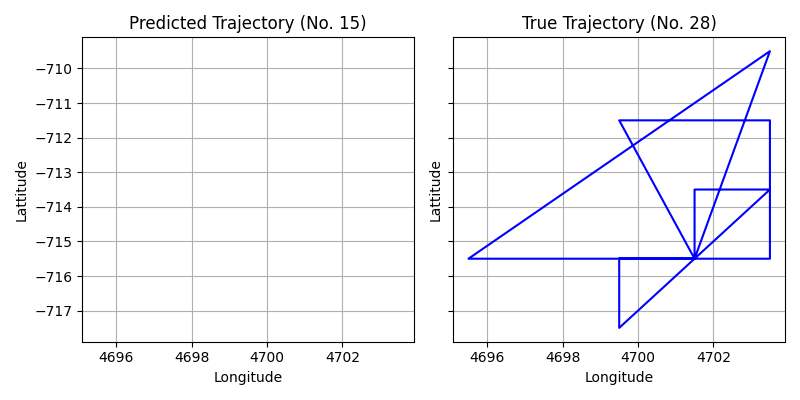 Predicted Trajectory (No. 15)
Lattitude
−710
−711
−712
−713
−714
−715
−716
−717
4696 4698 4700 4702
Longitude
True Trajectory (No. 28)
Lattitude
4696 4698 4700 4702
Longitude